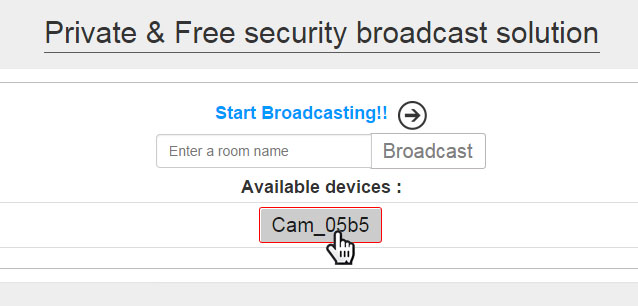 Private & Free security broadcast solution
Start Broadcasting!!
Enter a room name Broadcast
Available devices :
Cam_05b5